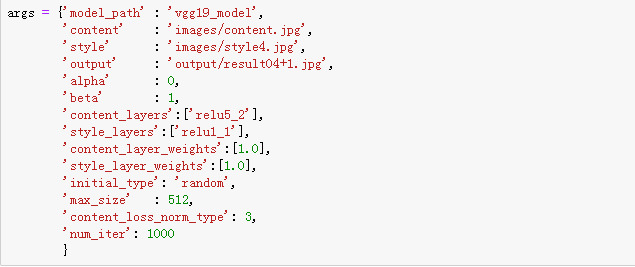 args = {'model_path' : 'vgg19_model',
'content' : 'images/content.jpg',
'style' : 'images/style4.jpg',
'output' : 'output/result04+1.jpg',
'alpha' : 0,
'beta' : 1,
'content_layers':['relu5_2'],
'style_layers':['relu1_1'],
'content_layer_weights':[1.0],
'style_layer_weights':[1.0],
'initial_type': 'random',
'max_size' : 512,
'content_loss_norm_type': 3,
'num_iter': 1000
}